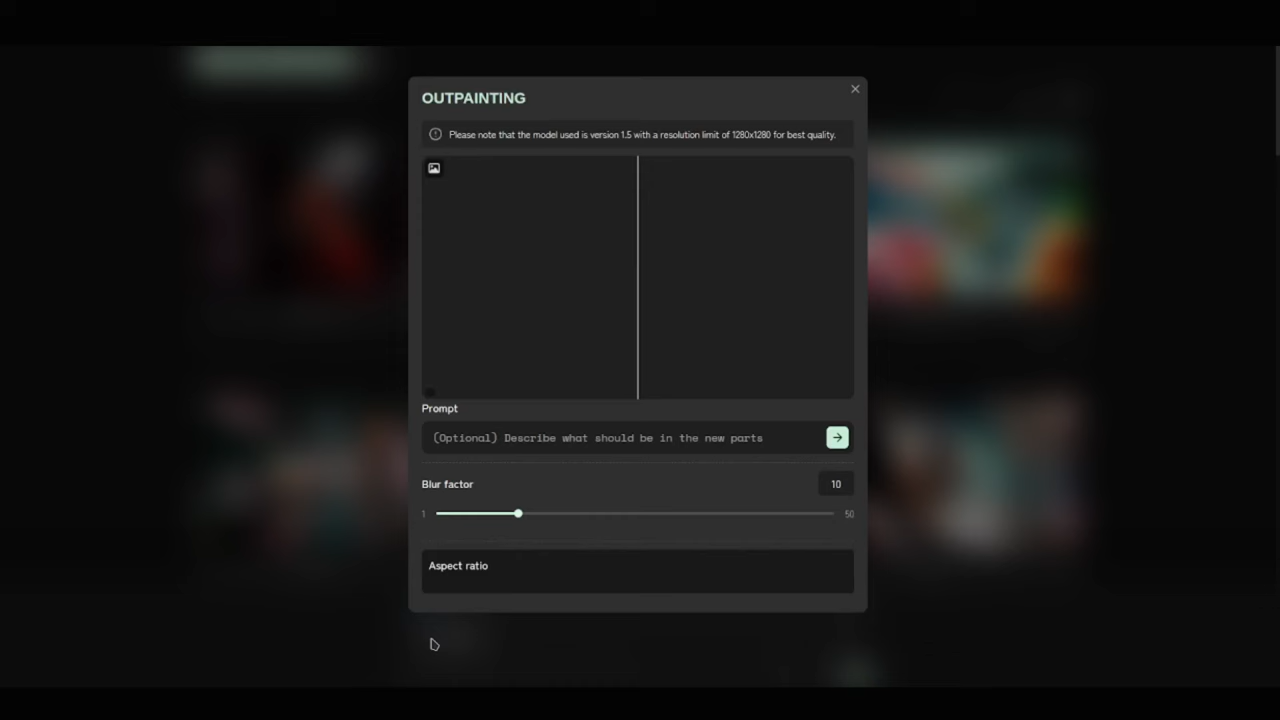 OUTPAINTING
Please note that the model used is version 1.5 with a resolution limit of 1280x1280 for best quality.
Prompt
(Optional) Describe what should be in the new parts
Blur factor
10
1
50
Aspect ratio